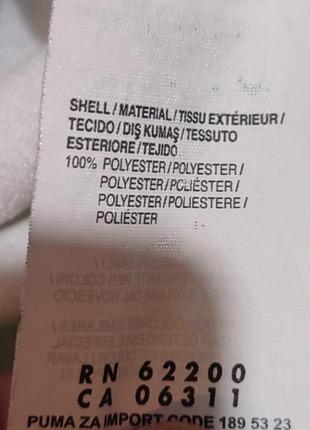 SHELL/MATERIAL/TISSU EXTÉRIEUR/
TECIDO/DIŞ KUMAŞ/TESSUTO
ESTERIORE/TEJIDO
100% POLYESTER/POLYESTER/
POLYESTER/POLIÉSTER/
POLYESTER/POLIESTERE/
POLIÉSTER
RN 62200
CA 06311
PUMA ZA IMPORT CODE 189 53 23